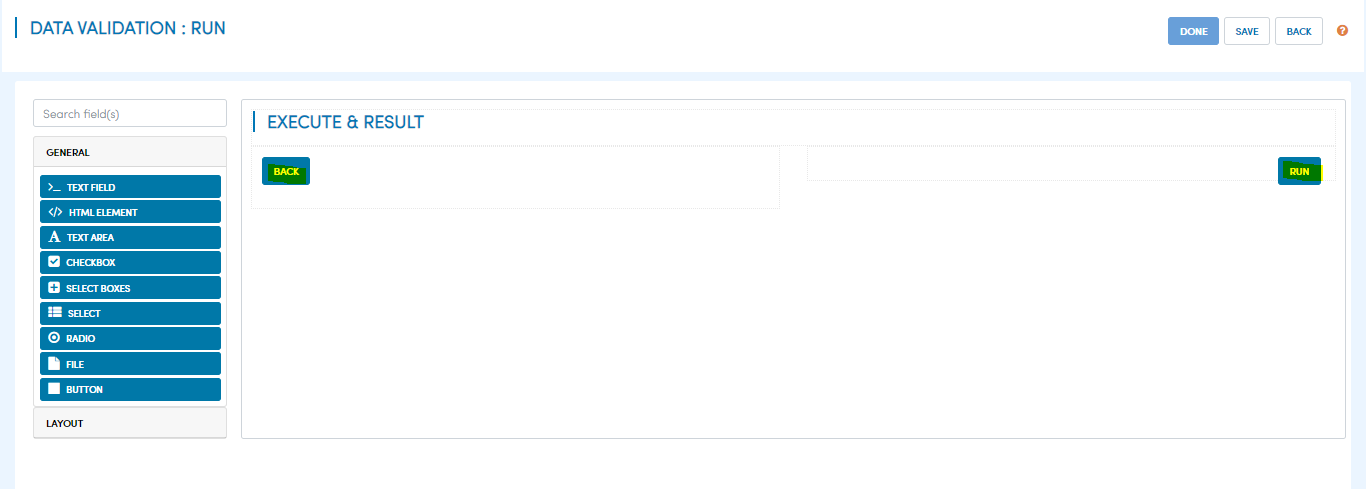 DATA VALIDATION : RUN
DONE SAVE BACK ?
Search field(s)
GENERAL
TEXT FIELD
HTML ELEMENT
A TEXT AREA
CHECKBOX
SELECT BOXES
SELECT
RADIO
FILE
BUTTON
LAYOUT
EXECUTE & RESULT
BACK RUN